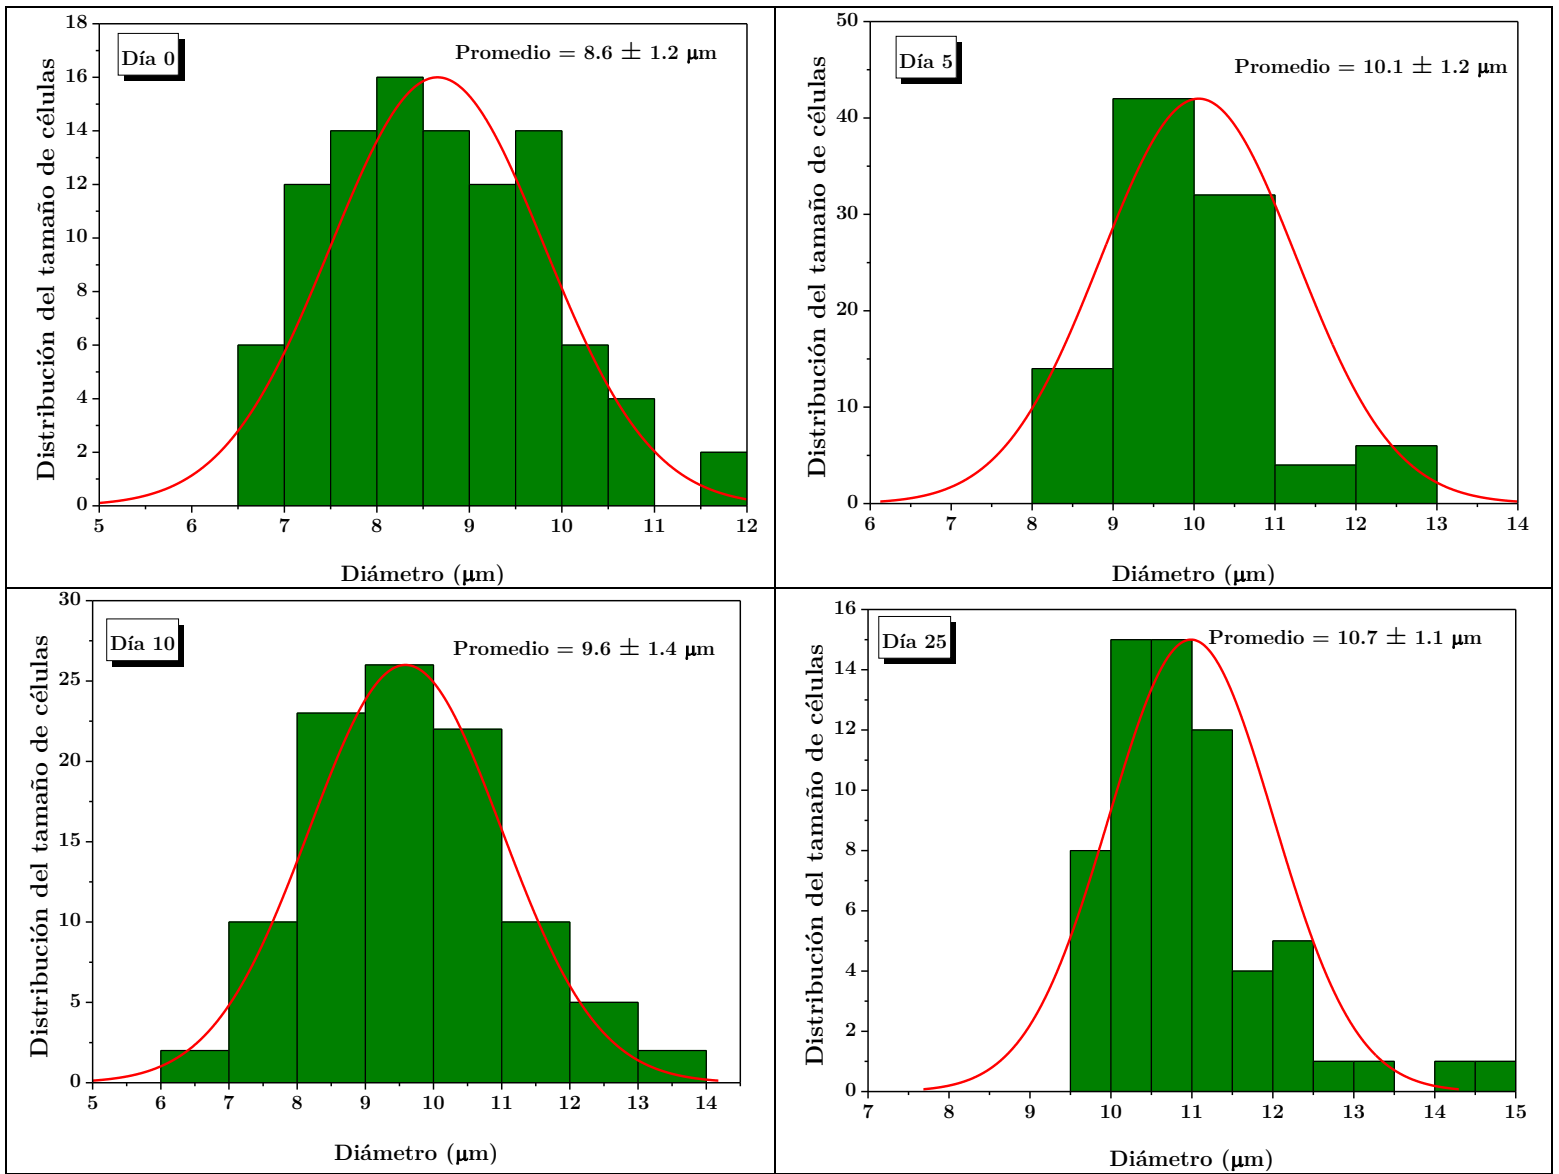 Día 0
Promedio = 8.6 ± 1.2 μm
Distribución del tamaño de células
18
16
14
12
10
8
6
4
2
0
5 6 7 8 9 10 11 12
Diámetro (μm)
Día 5
Promedio = 10.1 ± 1.2 μm
Distribución del tamaño de células
50
40
30
20
10
0
6 7 8 9 10 11 12 13 14
Diámetro (μm)
Día 10
Promedio = 9.6 ± 1.4 μm
Distribución del tamaño de células
30
25
20
15
10
5
0
5 6 7 8 9 10 11 12 13 14
Diámetro (μm)
Día 25
Promedio = 10.7 ± 1.1 μm
Distribución del tamaño de células
16
14
12
10
8
6
4
2
0
7 8 9 10 11 12 13 14 15
Diámetro (μm)